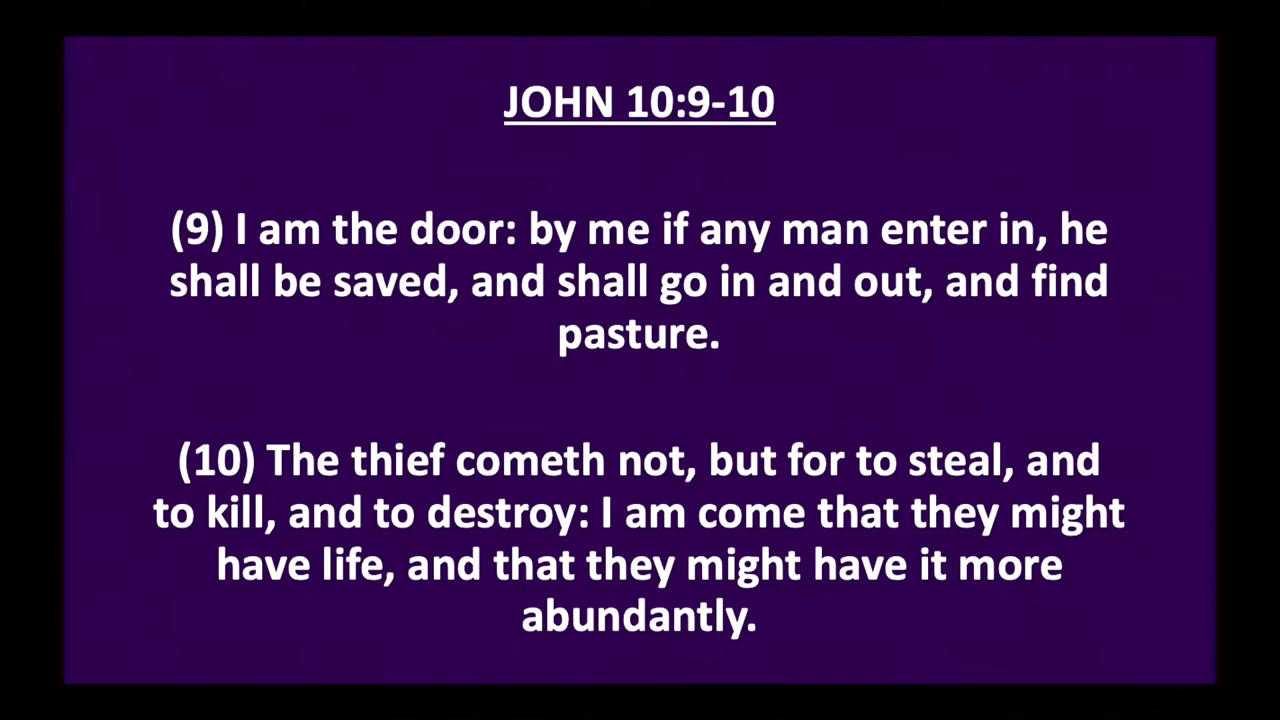 JOHN 10:9-10
(9) I am the door: by me if any man enter in, he
shall be saved, and shall go in and out, and find
pasture.
(10) The thief cometh not, but for to steal, and
to kill, and to destroy: I am come that they might
have life, and that they might have it more
abundantly.